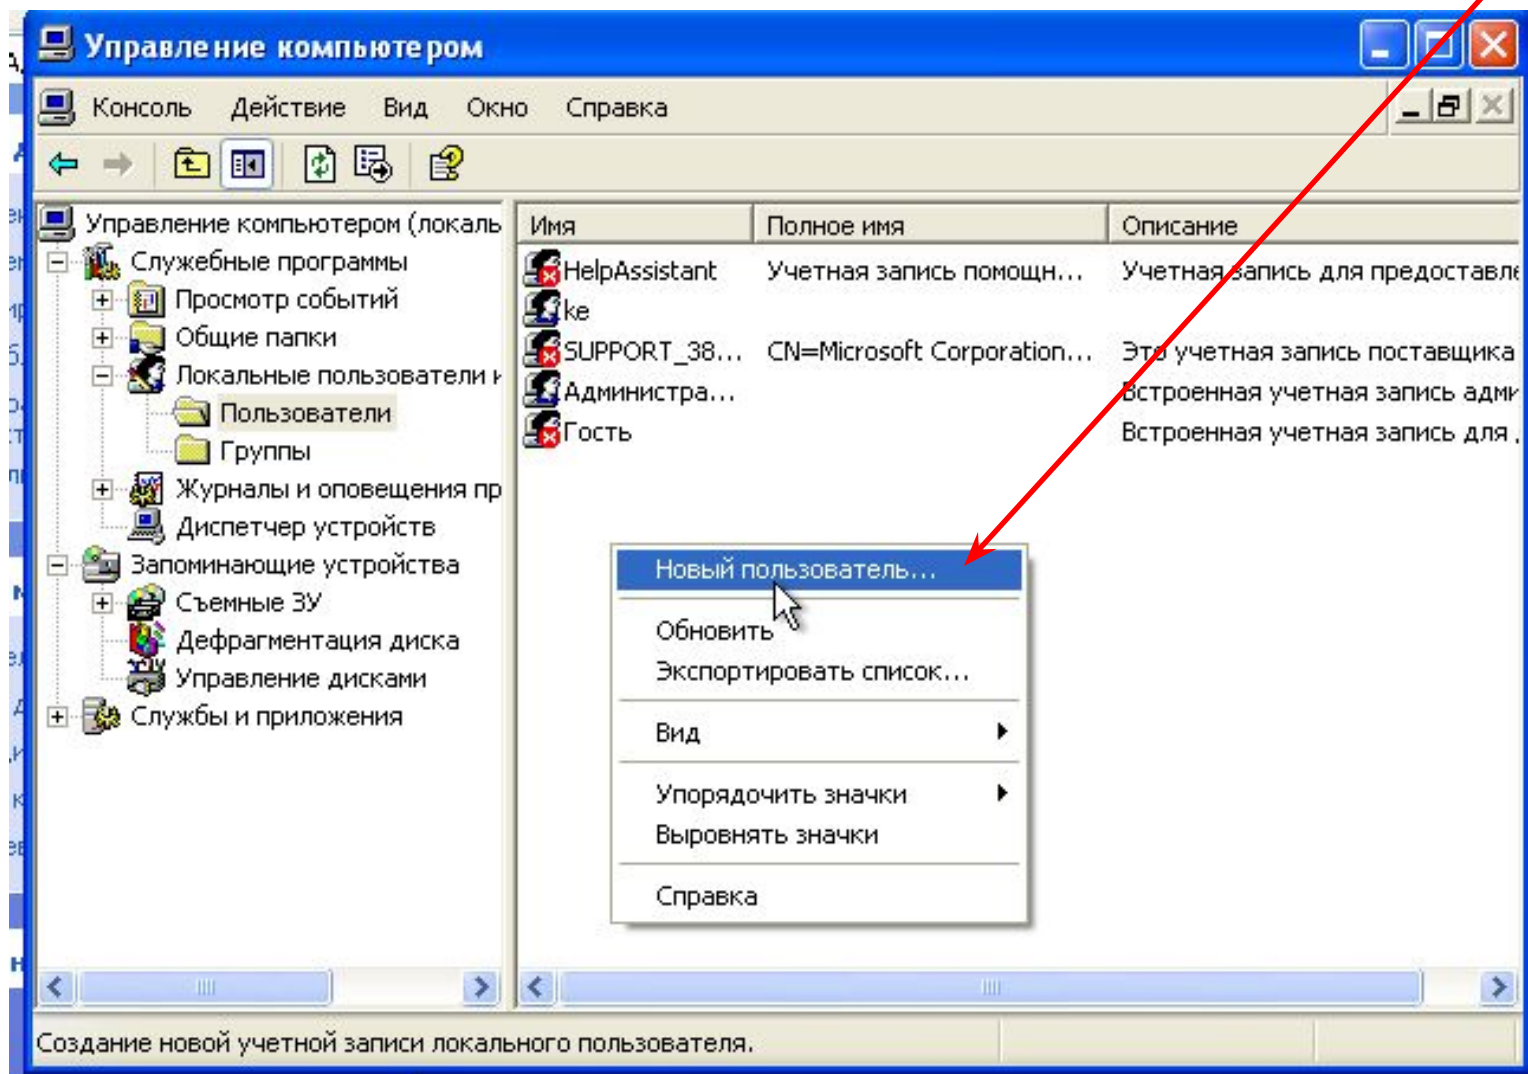 Управление компьютером
Консоль Действие Вид Окно Справка
Управление компьютером (локаль
Служебные программы
Просмотр событий
Общие папки
Локальные пользователи и
Пользователи
Группы
Журналы и оповещения пр
Диспетчер устройств
Запоминающие устройства
Съемные ЗУ
Дефрагментация диска
Управление дисками
Службы и приложения
Имя Полное имя Описание
HelpAssistant Учетная запись помощн... Учетная запись для предоставле
ke
SUPPORT_38... CN=Microsoft Corporation... Это учетная запись поставщика
Администра... Встроенная учетная запись адми
Гость Встроенная учетная запись для
Новый пользователь...
Обновить
Экспортировать список...
Вид
Упорядочить значки
Выровнять значки
Справка
Создание новой учетной записи локального пользователя.